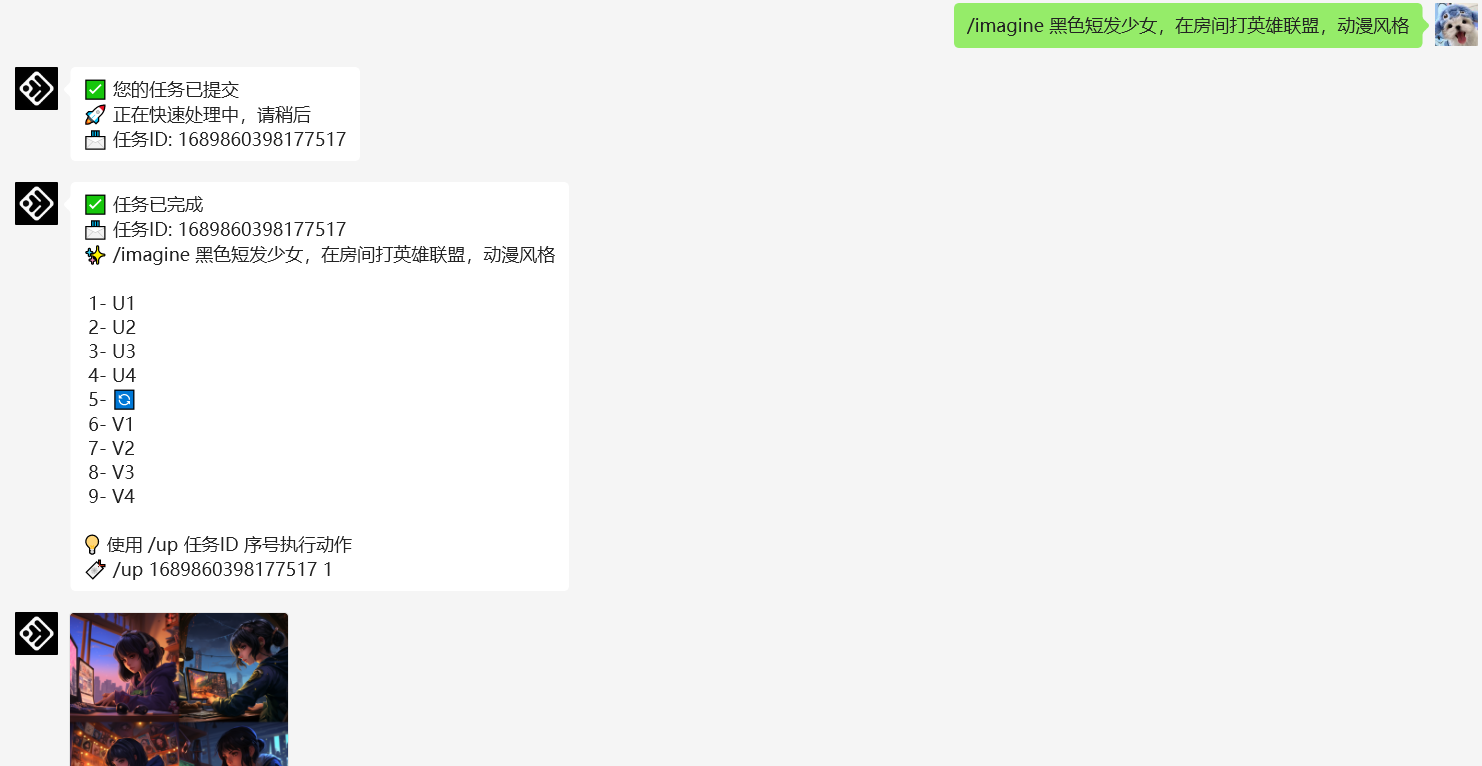 /imagine 黑色短发少女，在房间打英雄联盟，动漫风格
✅ 您的任务已提交
🚀 正在快速处理中，请稍后
📨 任务ID: 1689860398177517
✅ 任务已完成
📨 任务ID: 1689860398177517
✨ /imagine 黑色短发少女，在房间打英雄联盟，动漫风格
1- U1
2- U2
3- U3
4- U4
5- 🔄
6- V1
7- V2
8- V3
9- V4
💡 使用 /up 任务ID 序号执行动作
/up 1689860398177517 1